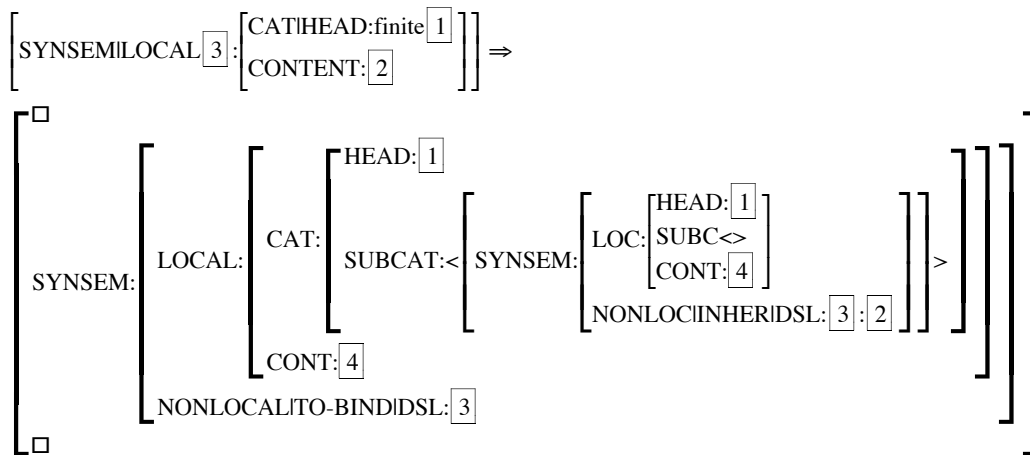 CAT|HEAD:finite 1
SYNSEM|LOCAL 3 : ⇒
CONTENT: 2
□
HEAD: 1
HEAD: 1
CAT: LOC: SUBC<>
LOCAL: SUBCAT:< SYNSEM: >
SYNSEM: CONT: 4
NONLOC|INHER|DSL: 3 : 2
CONT: 4
NONLOCAL|TO-BIND|DSL: 3
□